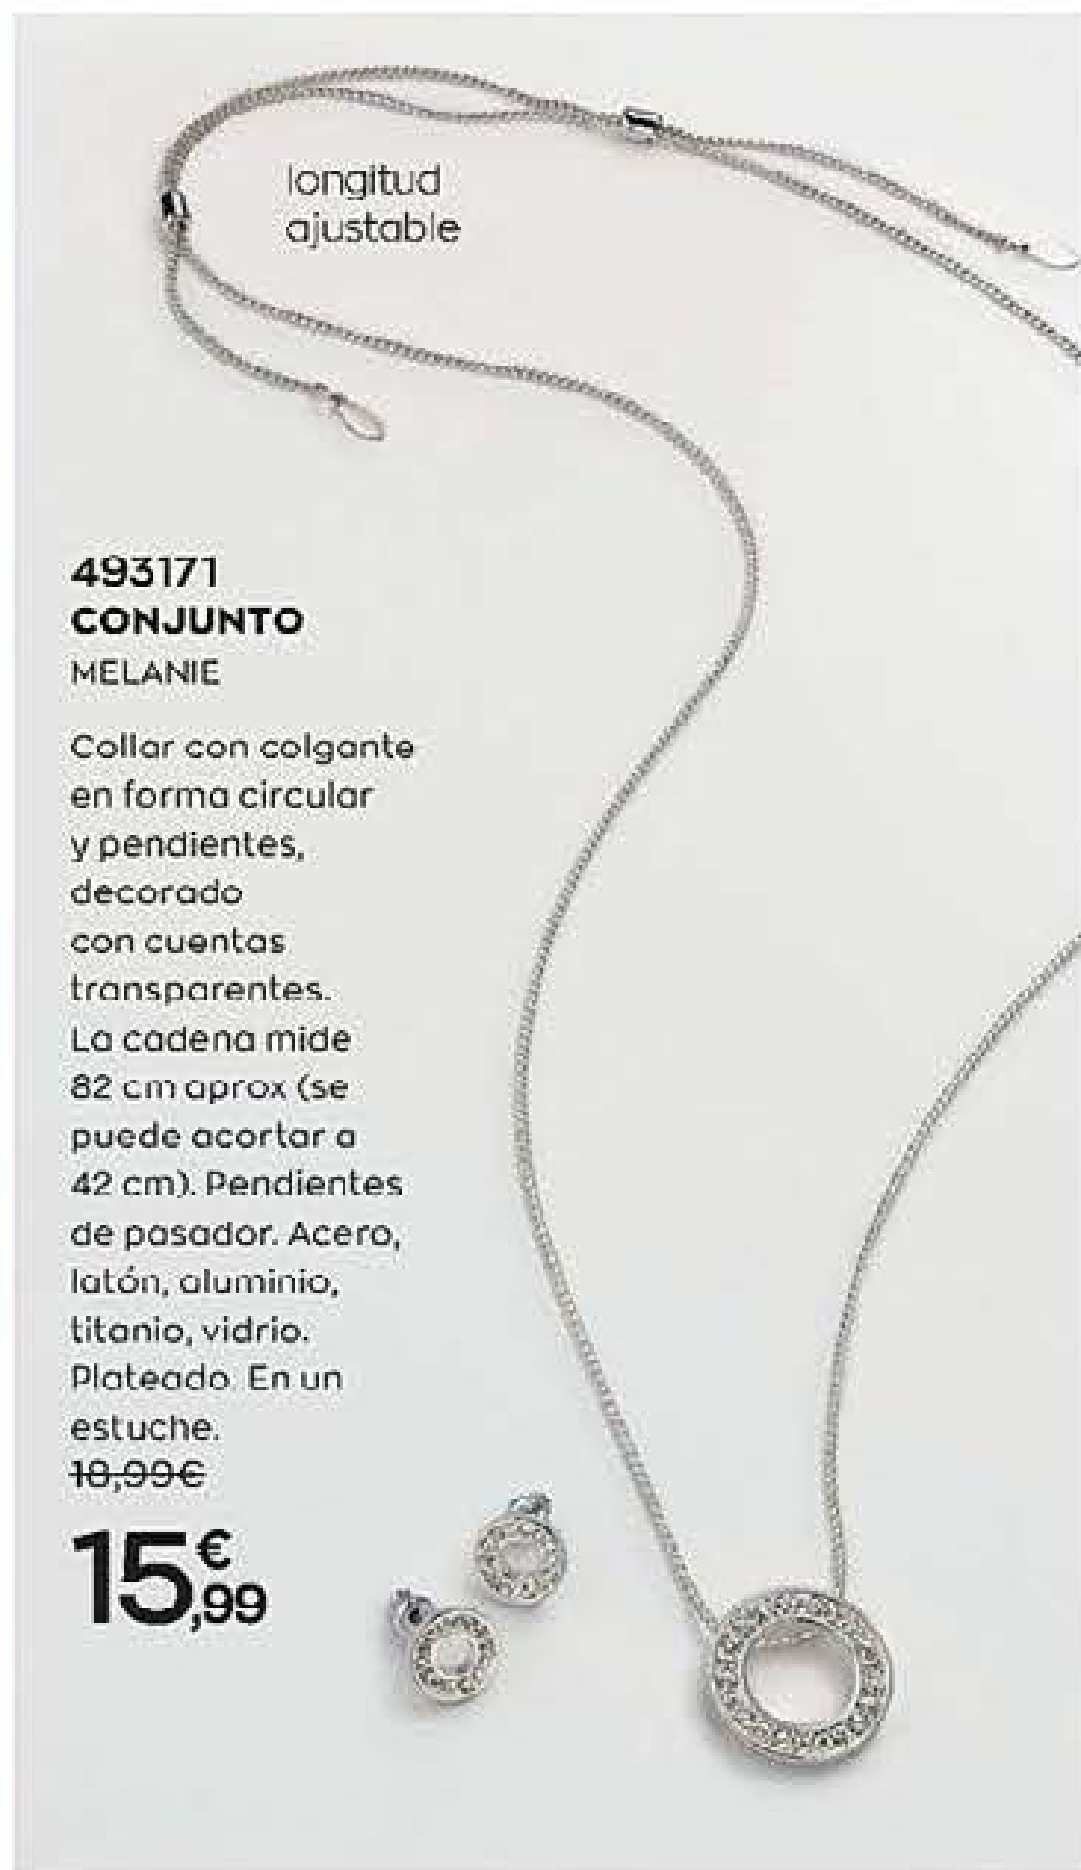 longitud
ajustable
493171
CONJUNTO
MELANIE
Collar con colgante
en forma circular
y pendientes,
decorado
con cuentas
transparentes.
La cadena mide
82 cm aprox (se
puede acortar a
42 cm). Pendientes
de pasador. Acero,
latón, aluminio,
titanio, vidrio.
Plateado. En un
estuche.
18,99€
15,99€